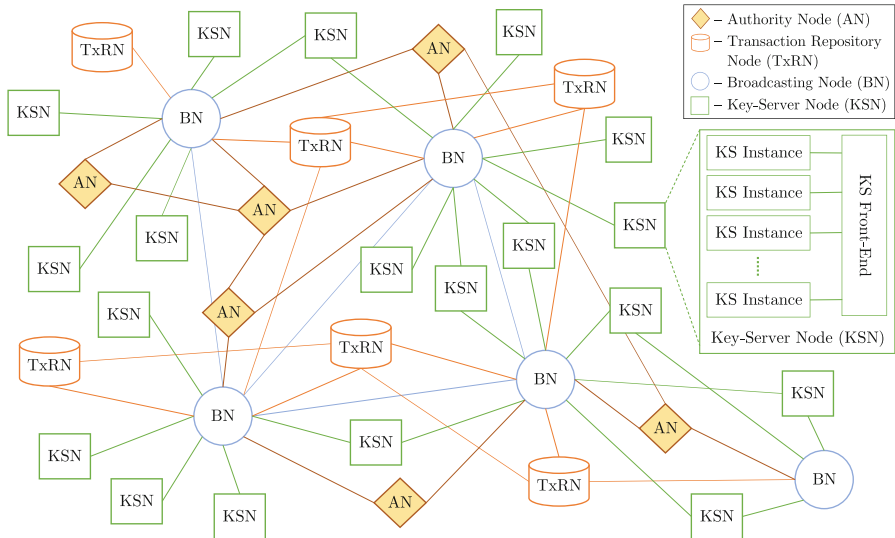 – Authority Node (AN)
– Transaction Repository
Node (TxRN)
– Broadcasting Node (BN)
– Key-Server Node (KSN)
KSN
KSN
KSN
TxRN
AN
TxRN
KSN
BN
TxRN
KSN
BN
KS Instance
KS Instance
KS Instance
KS Instance
KS Front-End
Key-Server Node (KSN)
AN
AN
KSN
KSN
KSN
KSN
KSN
KSN
KSN
AN
KSN
TxRN
TxRN
BN
KSN
BN
AN
KSN
KSN
BN
KSN
AN
TxRN
KSN
KSN
KSN